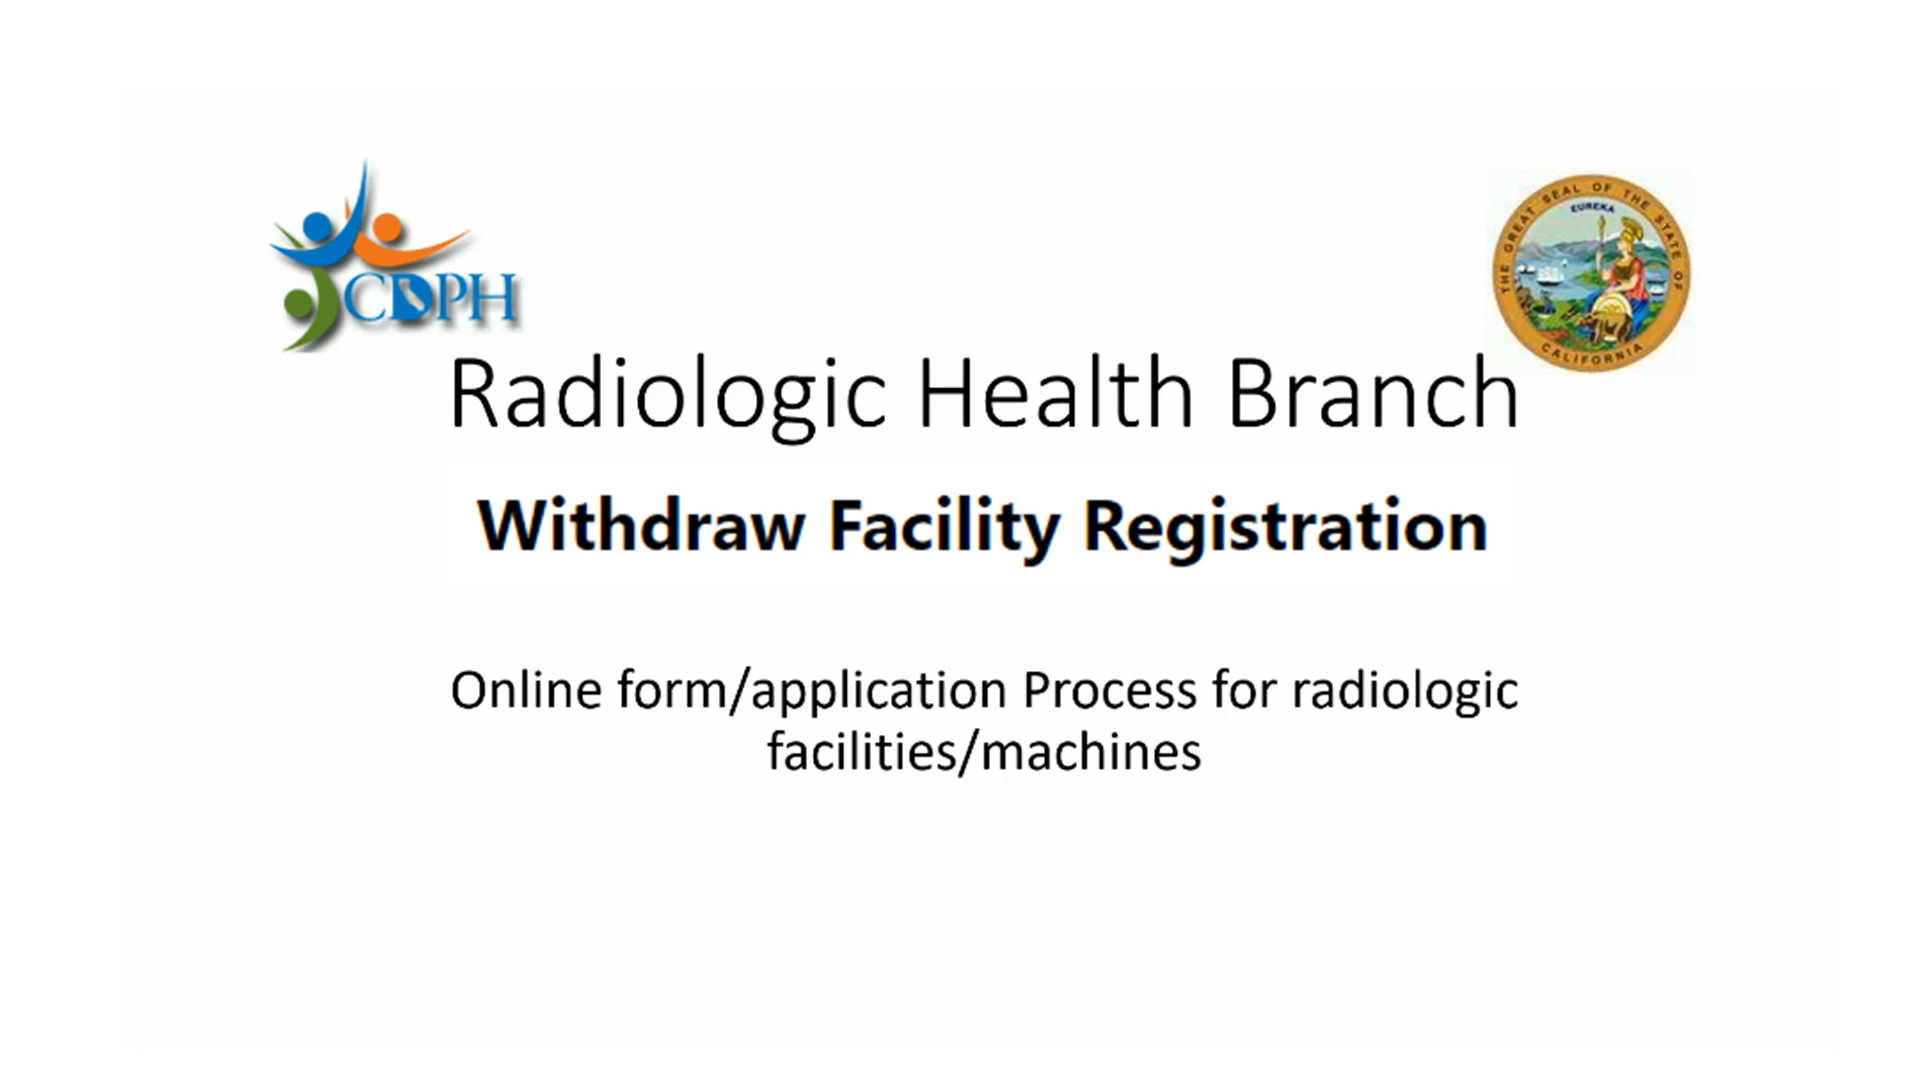 CDPH
THE GREAT SEAL OF THE STATE OF CALIFORNIA
EUREKA
Radiologic Health Branch
Withdraw Facility Registration
Online form/application Process for radiologic
facilities/machines